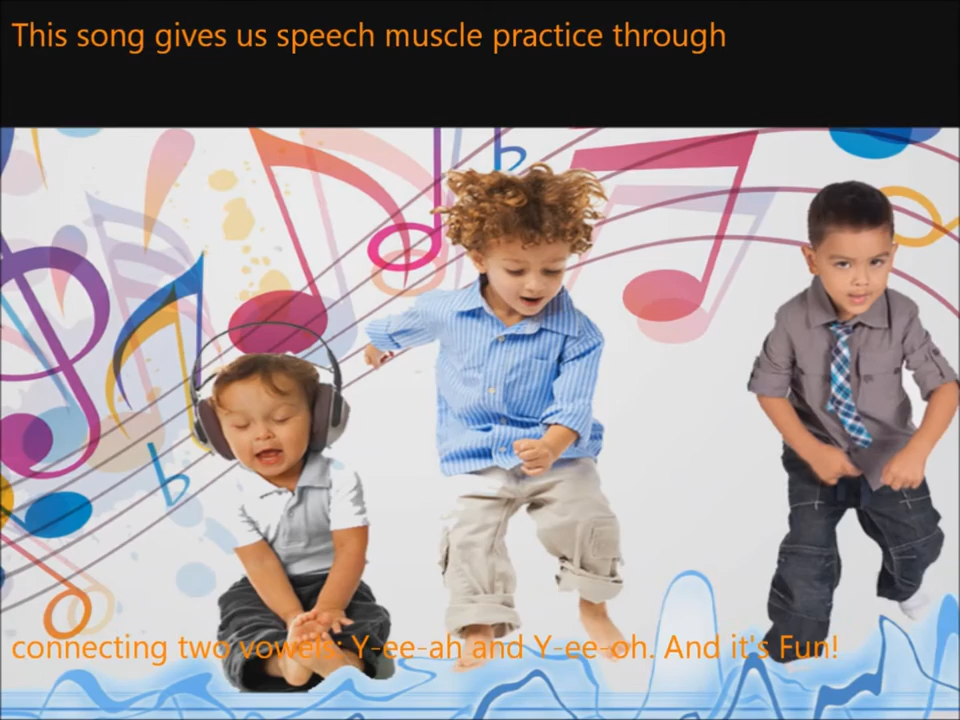 This song gives us speech muscle practice through
connecting two vowels: Y-ee-ah and Y-ee-oh. And it's Fun!